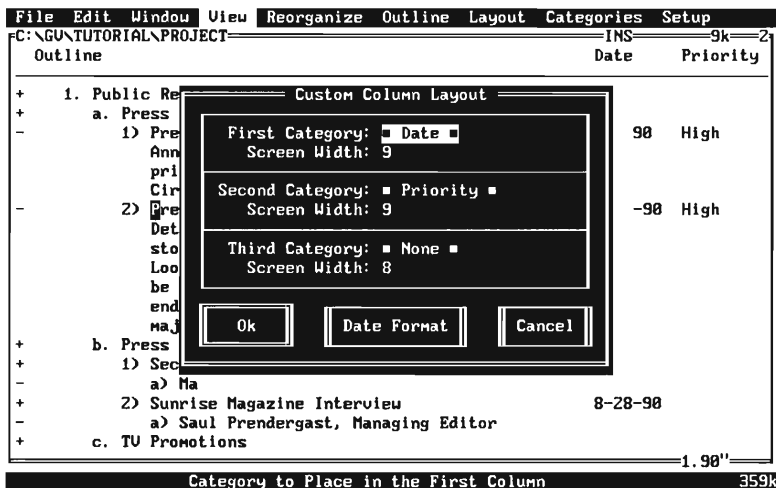 File Edit Window View Reorganize Outline Layout Categories Setup
C:\GV\TUTORIAL\PROJECT INS 9k 2
Outline Date Priority
+ 1. Public Re
+ a. Press
- 1) Pre 90 High
Ann
pri
Cir
- 2) Pre -90 High
Det
sto
Loo
be
end
maj
+ b. Press
+ 1) Sec
- a) Ma
+ 2) Sunrise Magazine Interview 8-28-90
- a) Saul Prendergast, Managing Editor
+ c. TV Promotions
1.90"
Custom Column Layout
First Category: ■ Date ■
Screen Width: 9
Second Category: ■ Priority ■
Screen Width: 9
Third Category: ■ None ■
Screen Width: 8
Ok Date Format Cancel
Category to Place in the First Column 359k